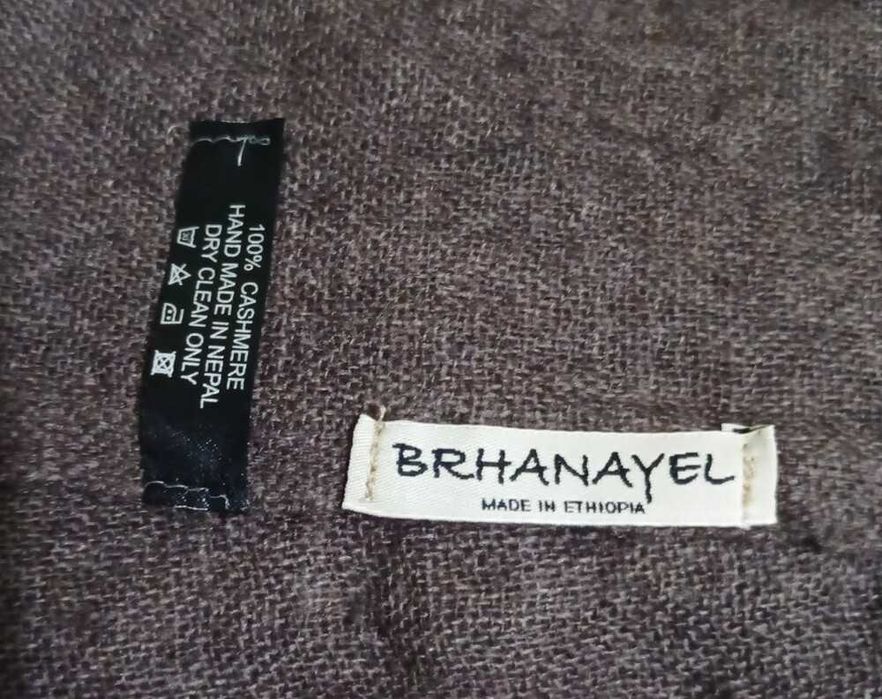 100% CASHMERE
HAND MADE IN NEPAL
DRY CLEAN ONLY
BRHANAYEL
MADE IN ETHIOPIA